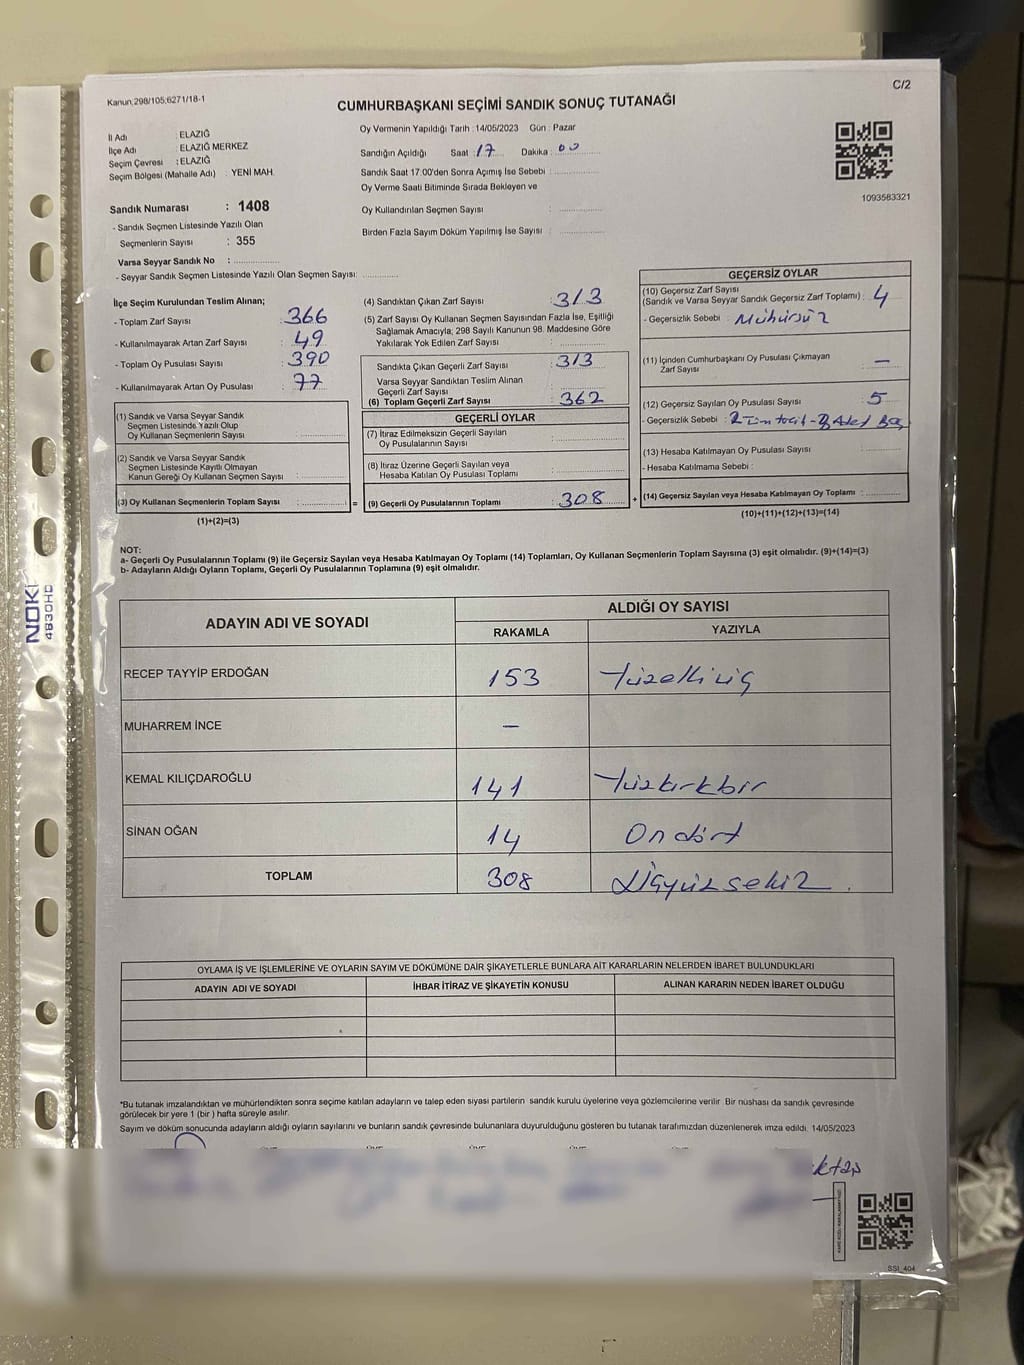 Kanun:298/105;6271/18-1
C/2
CUMHURBAŞKANI SEÇİMİ SANDIK SONUÇ TUTANAĞI
İl Adı : ELAZIĞ
İlçe Adı : ELAZIĞ MERKEZ
Seçim Çevresi : ELAZIĞ
Seçim Bölgesi (Mahalle Adı) : YENİ MAH.
Sandık Numarası : 1408
- Sandık Seçmen Listesinde Yazılı Olan
Seçmenlerin Sayısı : 355
Varsa Seyyar Sandık No :
- Seyyar Sandık Seçmen Listesinde Yazılı Olan Seçmen Sayısı:
Oy Vermenin Yapıldığı Tarih : 14/05/2023 Gün : Pazar
Sandığın Açıldığı Saat : 17 Dakika : 00
Sandık Saat 17.00'den Sonra Açımış İse Sebebi :
Oy Verme Saati Bitiminde Sırada Bekleyen ve
Oy Kullandırılan Seçmen Sayısı :
Birden Fazla Sayım Döküm Yapılmış İse Sayısı :
1093583321
İlçe Seçim Kurulundan Teslim Alınan;
- Toplam Zarf Sayısı : 366
- Kullanılmayarak Artan Zarf Sayısı : 49
- Toplam Oy Pusulası Sayısı : 390
- Kullanılmayarak Artan Oy Pusulası : 77
(1) Sandık ve Varsa Seyyar Sandık
Seçmen Listesinde Yazılı Olup
Oy Kullanan Seçmenlerin Sayısı :
(2) Sandık ve Varsa Seyyar Sandık
Seçmen Listesinde Kayıtlı Olmayan
Kanun Gereği Oy Kullanan Seçmen Sayısı :
(3) Oy Kullanan Seçmenlerin Toplam Sayısı :
(1)+(2)=(3)
(4) Sandıktan Çıkan Zarf Sayısı : 313
(5) Zarf Sayısı Oy Kullanan Seçmen Sayısından Fazla İse, Eşitliği
Sağlamak Amacıyla; 298 Sayılı Kanunun 98. Maddesine Göre
Yakılarak Yok Edilen Zarf Sayısı :
Sandıkta Çıkan Geçerli Zarf Sayısı : 313
Varsa Seyyar Sandıktan Teslim Alınan
Geçerli Zarf Sayısı :
(6) Toplam Geçerli Zarf Sayısı : 362
GEÇERLİ OYLAR
(7) İtiraz Edilmeksizin Geçerli Sayılan
Oy Pusulalarının Sayısı :
(8) İtiraz Üzerine Geçerli Sayılan veya
Hesaba Katılan Oy Pusulası Toplamı :
= (9) Geçerli Oy Pusulalarının Toplamı : 308 +
GEÇERSİZ OYLAR
(10) Geçersiz Zarf Sayısı
(Sandık ve Varsa Seyyar Sandık Geçersiz Zarf Toplamı) : 4
- Geçersizlik Sebebi : Mühürsüz
(11) İçinden Cumhurbaşkanı Oy Pusulası Çıkmayan
Zarf Sayısı : —
(12) Geçersiz Sayılan Oy Pusulası Sayısı : 5
- Geçersizlik Sebebi : Adet
(13) Hesaba Katılmayan Oy Pusulası Sayısı :
- Hesaba Katılmama Sebebi :
(14) Geçersiz Sayılan veya Hesaba Katılmayan Oy Toplamı :
(10)+(11)+(12)+(13)=(14)
NOT:
a- Geçerli Oy Pusulalarının Toplamı (9) ile Geçersiz Sayılan veya Hesaba Katılmayan Oy Toplamı (14) Toplamları, Oy Kullanan Seçmenlerin Toplam Sayısına (3) eşit olmalıdır. (9)+(14)=(3)
b- Adayların Aldığı Oyların Toplamı, Geçerli Oy Pusulalarının Toplamına (9) eşit olmalıdır.
ADAYIN ADI VE SOYADI
ALDIĞI OY SAYISI
RAKAMLA YAZIYLA
RECEP TAYYİP ERDOĞAN 153 Yüzelliüç
MUHARREM İNCE —
KEMAL KILIÇDAROĞLU 141 Yüzkırkbir
SİNAN OĞAN 14 Ondört
TOPLAM 308 Üçyüzsekiz
OYLAMA İŞ VE İŞLEMLERİNE VE OYLARIN SAYIM VE DÖKÜMÜNE DAİR ŞİKAYETLERLE BUNLARA AİT KARARLARIN NELERDEN İBARET BULUNDUKLARI
ADAYIN ADI VE SOYADI İHBAR İTİRAZ VE ŞİKAYETİN KONUSU ALINAN KARARIN NEDEN İBARET OLDUĞU
*Bu tutanak imzalandıktan ve mühürlendikten sonra seçime katılan adayların ve talep eden siyasi partilerin sandık kurulu üyelerine veya gözlemcilerine verilir. Bir nüshası da sandık çevresinde
görülecek bir yere 1 (bir ) hafta süreyle asılır.
Sayım ve döküm sonucunda adayların aldığı oyların sayılarını ve bunların sandık çevresinde bulunanlara duyurulduğunu gösteren bu tutanak tarafımızdan düzenlenerek imza edildi. 14/05/2023
SSI_404
NOKI
4830HD